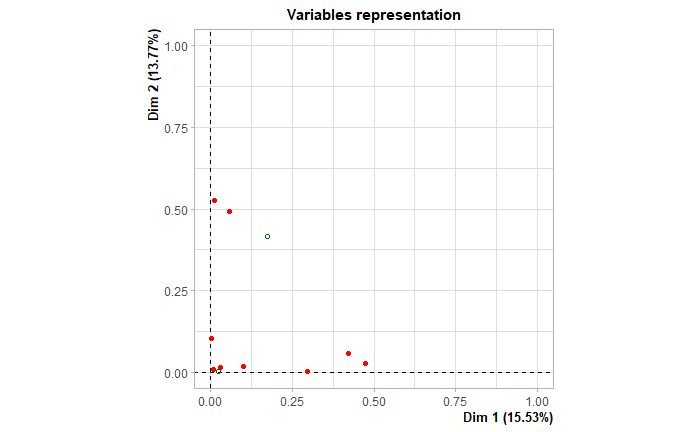 Variables representation
Dim 2 (13.77%)
1.00
0.75
0.50
0.25
0.00
0.00 0.25 0.50 0.75 1.00
Dim 1 (15.53%)